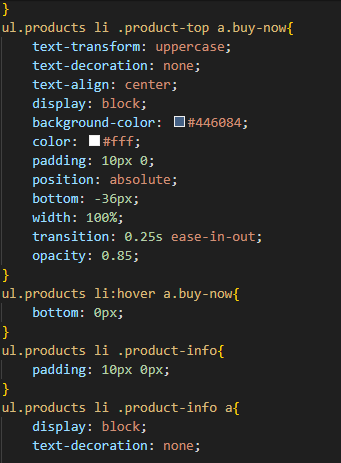 }
ul.products li .product-top a.buy-now{
    text-transform: uppercase;
    text-decoration: none;
    text-align: center;
    display: block;
    background-color: #446084;
    color: #fff;
    padding: 10px 0;
    position: absolute;
    bottom: -36px;
    width: 100%;
    transition: 0.25s ease-in-out;
    opacity: 0.85;
}
ul.products li:hover a.buy-now{
    bottom: 0px;
}
ul.products li .product-info{
    padding: 10px 0px;
}
ul.products li .product-info a{
    display: block;
    text-decoration: none;